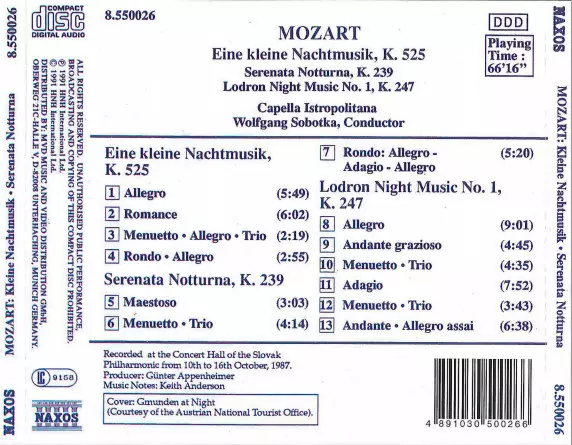 8.550026
NAXOS
MOZART: Kleine Nachtmusik • Serenata Notturna
COMPACT
disc
DIGITAL AUDIO
ALL RIGHTS RESERVED. UNAUTHORISED PUBLIC PERFORMANCE,
BROADCASTING AND COPYING OF THIS COMPACT DISC PROHIBITED.
℗ 1991 HNH International Ltd.
© 1991 HNH International Ltd.
DISTRIBUTED BY: MVD MUSIC AND VIDEO DISTRIBUTION GMbH,
OBERWEG 21C-HALLE V, D-82008 UNTERHACHING, MUNICH GERMANY.
LC 9158
NAXOS
8.550026
MOZART
Eine kleine Nachtmusik, K. 525
Serenata Notturna, K. 239
Lodron Night Music No. 1, K. 247
Capella Istropolitana
Wolfgang Sobotka, Conductor
DDD
Playing
Time :
66'16"
Eine kleine Nachtmusik,
K. 525
1 Allegro (5:49)
2 Romance (6:02)
3 Menuetto • Allegro • Trio (2:19)
4 Rondo • Allegro (2:55)
Serenata Notturna, K. 239
5 Maestoso (3:03)
6 Menuetto • Trio (4:14)
7 Rondo: Allegro - (5:20)
Adagio - Allegro
Lodron Night Music No. 1,
K. 247
8 Allegro (9:01)
9 Andante grazioso (4:45)
10 Menuetto • Trio (4:35)
11 Adagio (7:52)
12 Menuetto • Trio (3:43)
13 Andante • Allegro assai (6:38)
Recorded at the Concert Hall of the Slovak
Philharmonic from 10th to 16th October, 1987.
Producer: Günter Appenheimer
Music Notes: Keith Anderson
Cover: Gmunden at Night
(Courtesy of the Austrian National Tourist Office).
4 891030 500266
NAXOS
MOZART: Kleine Nachtmusik • Serenata Notturna
8.550026